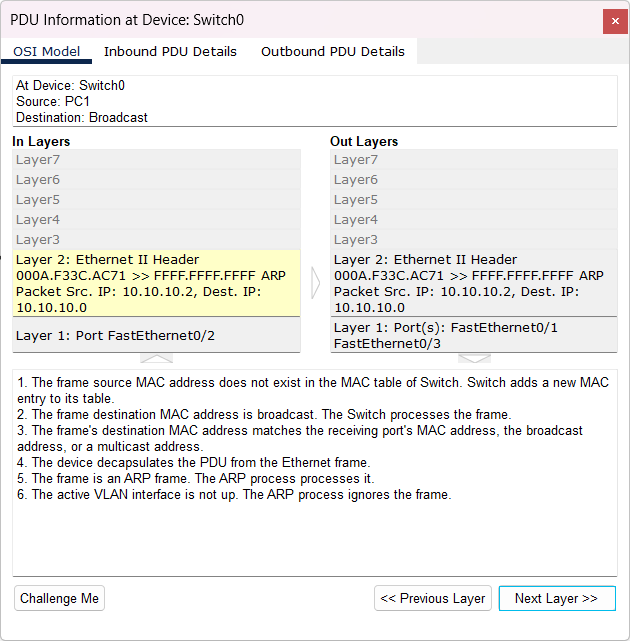 PDU Information at Device: Switch0
OSI Model Inbound PDU Details Outbound PDU Details
At Device: Switch0
Source: PC1
Destination: Broadcast
In Layers
Layer7
Layer6
Layer5
Layer4
Layer3
Layer 2: Ethernet II Header
000A.F33C.AC71 >> FFFF.FFFF.FFFF ARP
Packet Src. IP: 10.10.10.2, Dest. IP:
10.10.10.0
Layer 1: Port FastEthernet0/2
Out Layers
Layer7
Layer6
Layer5
Layer4
Layer3
Layer 2: Ethernet II Header
000A.F33C.AC71 >> FFFF.FFFF.FFFF ARP
Packet Src. IP: 10.10.10.2, Dest. IP:
10.10.10.0
Layer 1: Port(s): FastEthernet0/1
FastEthernet0/3
1. The frame source MAC address does not exist in the MAC table of Switch. Switch adds a new MAC
entry to its table.
2. The frame destination MAC address is broadcast. The Switch processes the frame.
3. The frame's destination MAC address matches the receiving port's MAC address, the broadcast
address, or a multicast address.
4. The device decapsulates the PDU from the Ethernet frame.
5. The frame is an ARP frame. The ARP process processes it.
6. The active VLAN interface is not up. The ARP process ignores the frame.
Challenge Me << Previous Layer Next Layer >>